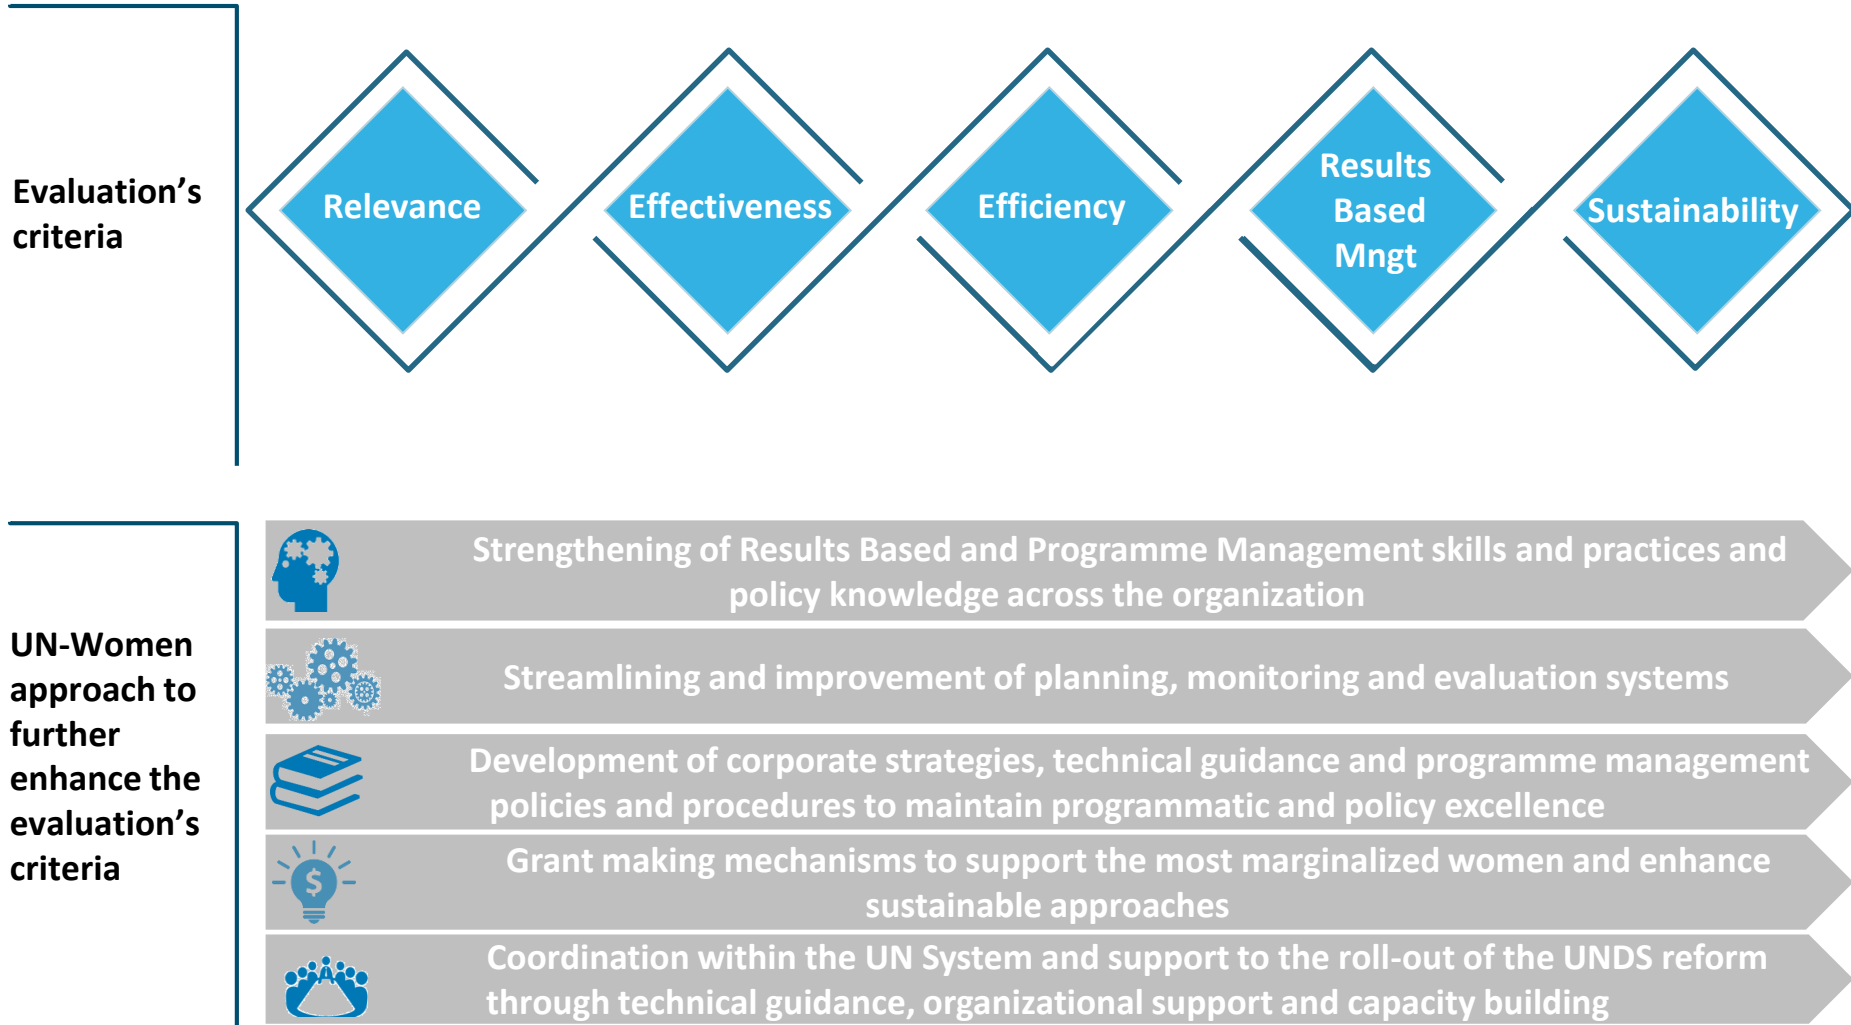 Evaluation's
criteria
Relevance
Effectiveness
Efficiency
Results
Based
Mngt
Sustainability
UN-Women
approach to
further
enhance the
evaluation's
criteria
Strengthening of Results Based and Programme Management skills and practices and
policy knowledge across the organization
Streamlining and improvement of planning, monitoring and evaluation systems
Development of corporate strategies, technical guidance and programme management
policies and procedures to maintain programmatic and policy excellence
$
Grant making mechanisms to support the most marginalized women and enhance
sustainable approaches
Coordination within the UN System and support to the roll-out of the UNDS reform
through technical guidance, organizational support and capacity building